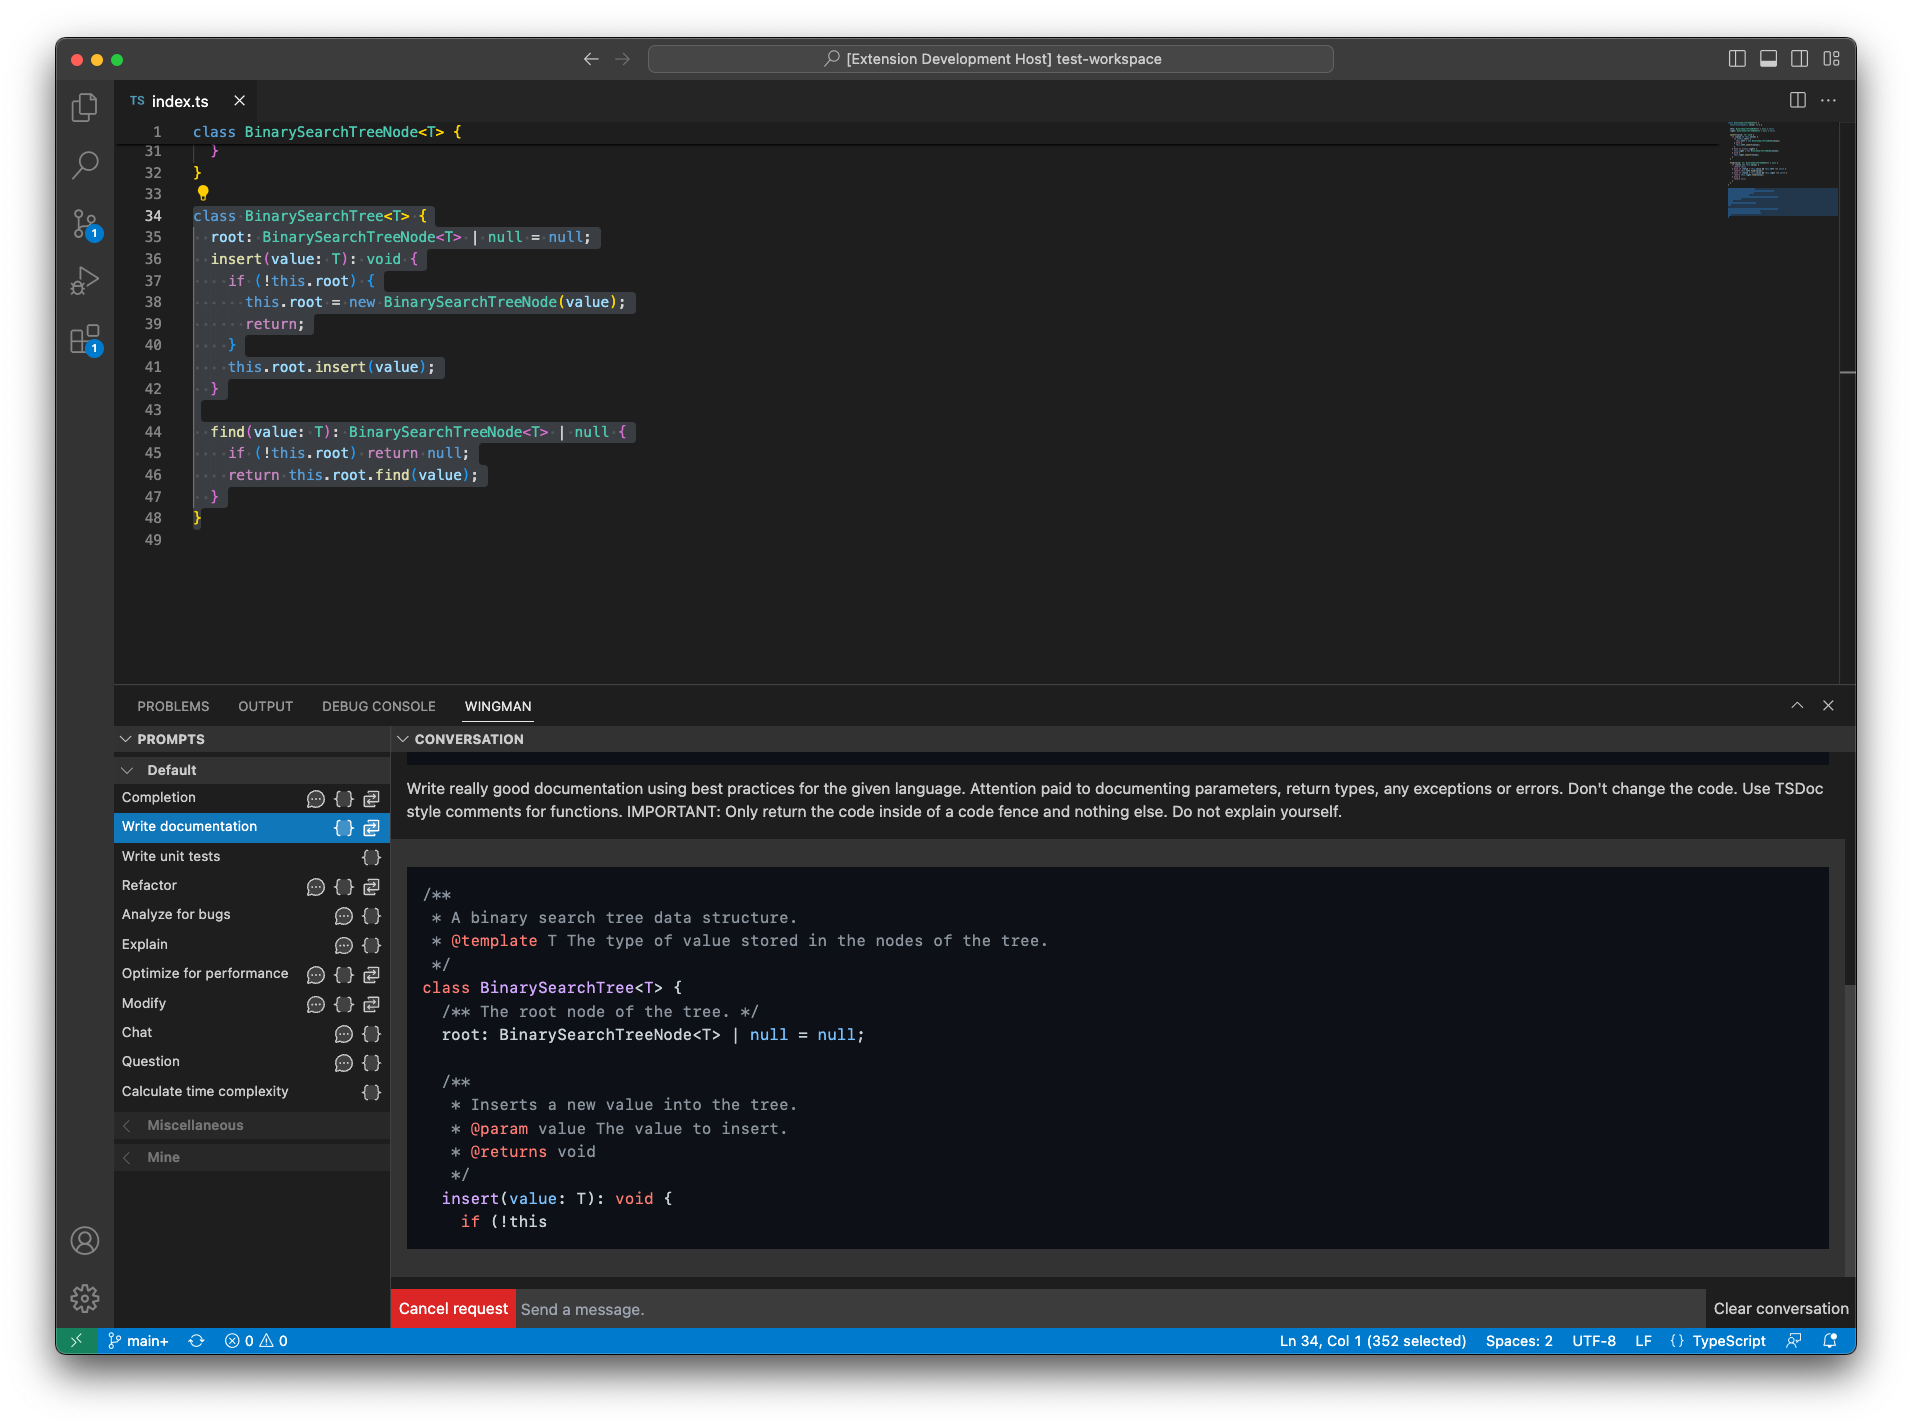 [Extension Development Host] test-workspace
TS index.ts
1 class BinarySearchTreeNode<T> {
31 }
32 }
33
34 class BinarySearchTree<T> {
35 root: BinarySearchTreeNode<T> | null = null;
36 insert(value: T): void {
37 if (!this.root) {
38 this.root = new BinarySearchTreeNode(value);
39 return;
40 }
41 this.root.insert(value);
42 }
43
44 find(value: T): BinarySearchTreeNode<T> | null {
45 if (!this.root) return null;
46 return this.root.find(value);
47 }
48 }
49
1
1
PROBLEMS OUTPUT DEBUG CONSOLE WINGMAN
PROMPTS
Default
Completion
Write documentation
Write unit tests
Refactor
Analyze for bugs
Explain
Optimize for performance
Modify
Chat
Question
Calculate time complexity
Miscellaneous
Mine
CONVERSATION
Write really good documentation using best practices for the given language. Attention paid to documenting parameters, return types, any exceptions or errors. Don't change the code. Use TSDoc
style comments for functions. IMPORTANT: Only return the code inside of a code fence and nothing else. Do not explain yourself.
/**
* A binary search tree data structure.
* @template T The type of value stored in the nodes of the tree.
*/
class BinarySearchTree<T> {
/** The root node of the tree. */
root: BinarySearchTreeNode<T> | null = null;
/**
* Inserts a new value into the tree.
* @param value The value to insert.
* @returns void
*/
insert(value: T): void {
if (!this
Cancel request Send a message. Clear conversation
main+ 0 0 Ln 34, Col 1 (352 selected) Spaces: 2 UTF-8 LF {} TypeScript